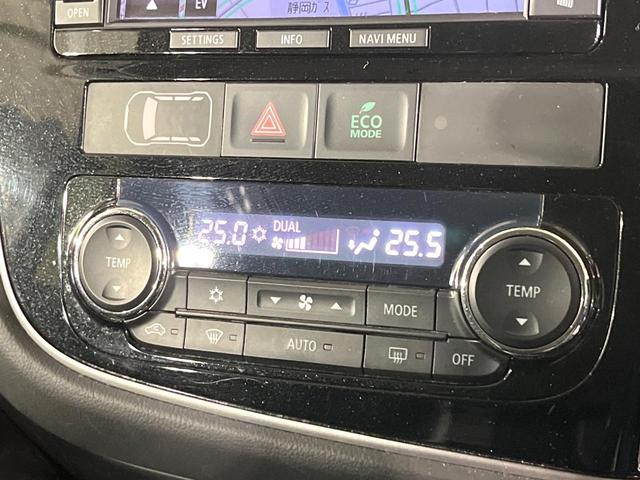 OPEN
EV
静岡ガス
SETTINGS
INFO
NAVI MENU
ECO
MODE
25.0
DUAL
25.5
TEMP
MODE
TEMP
AUTO
OFF